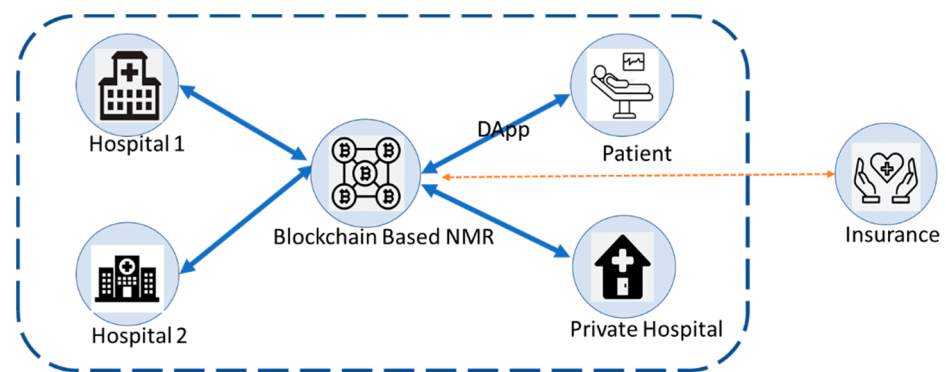 Hospital 1
DApp
Patient
Blockchain Based NMR
Insurance
Hospital 2
Private Hospital